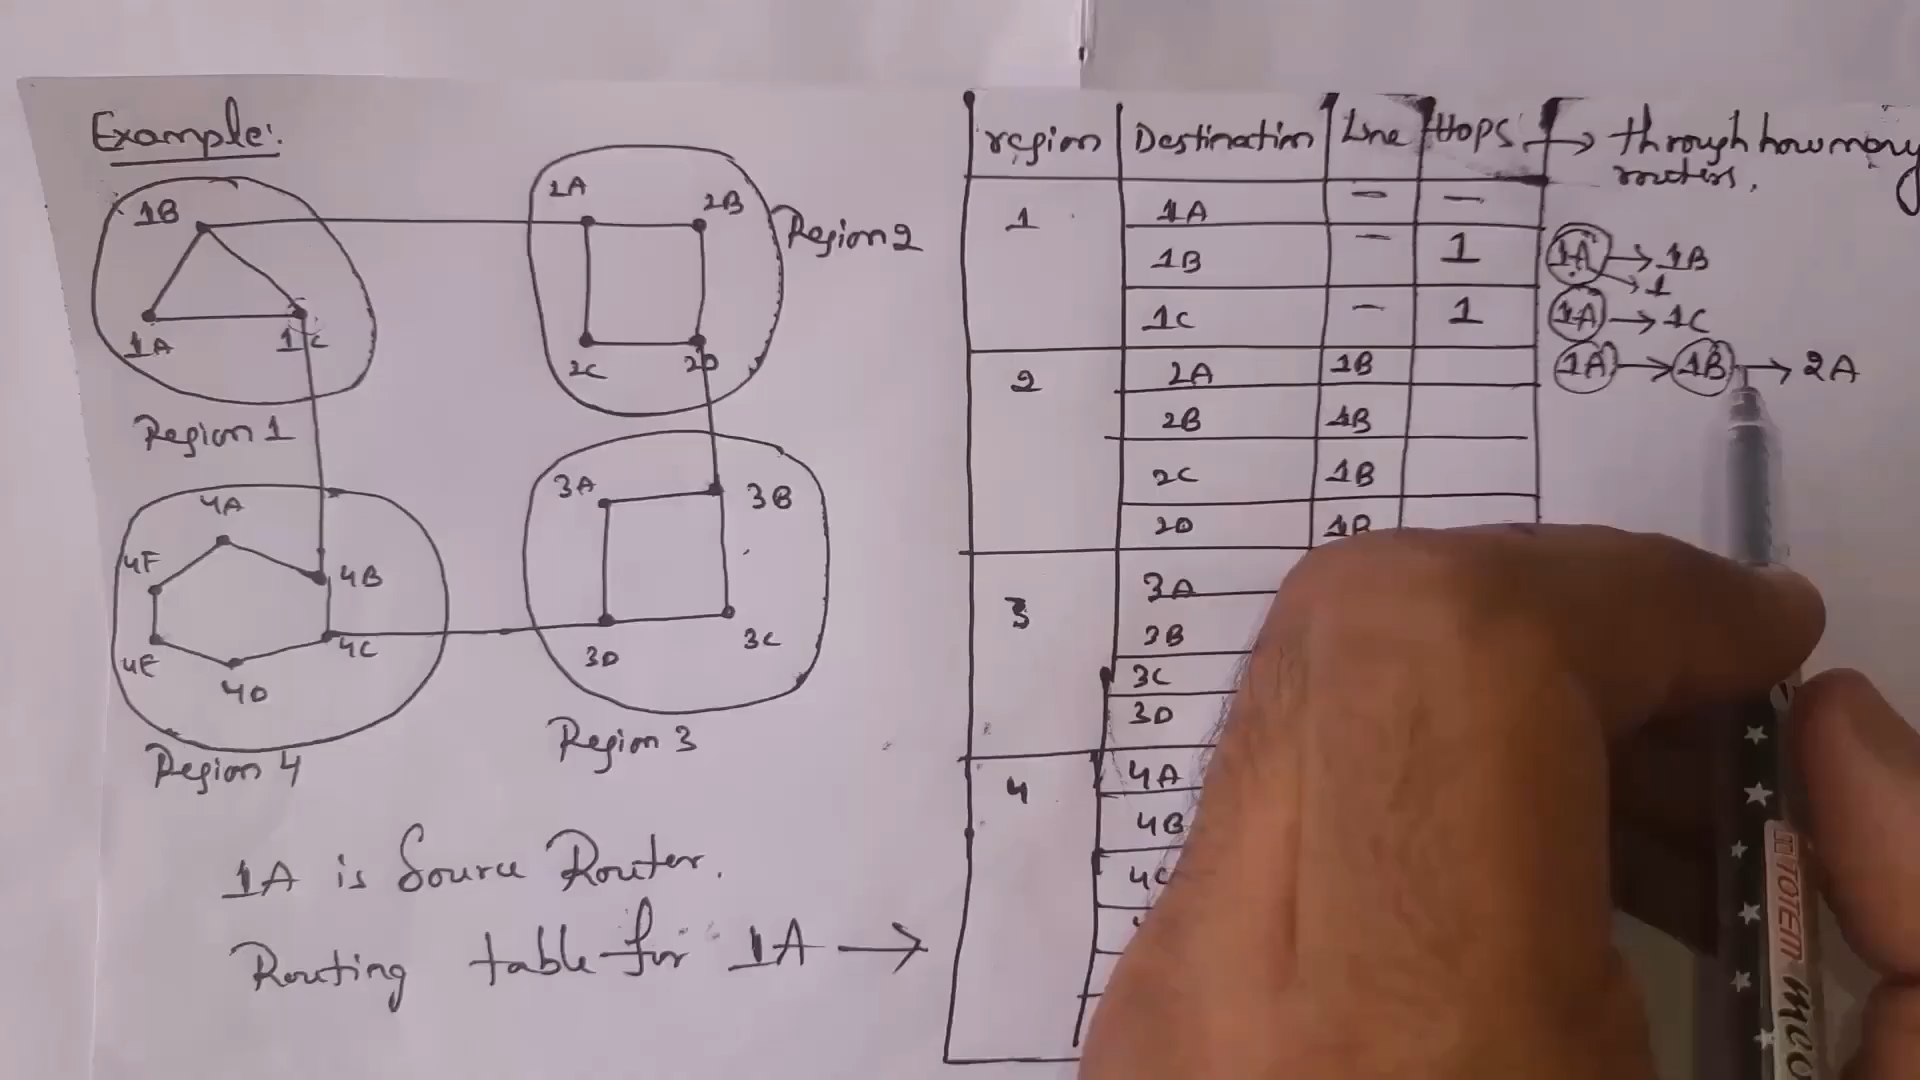 Example:
1B
1A
1C
Region 1
2A
2B
2C
2D
Region 2
3A
3B
3C
3D
Region 3
4A
4B
4C
4D
4E
4F
Region 4
1A is Source Router.
Routing table for 1A →
region Destination Line Hops → through how many
routers.
1 1A - -
1B - 1 1A → 1B
→ 1
1C - 1 1A → 1C
2 2A 1B 1A → 1B → 2A
2B 1B
2C 1B
2D 1B
3 3A
3B
3C
3D
4 4A
4B
4C
TOTEM